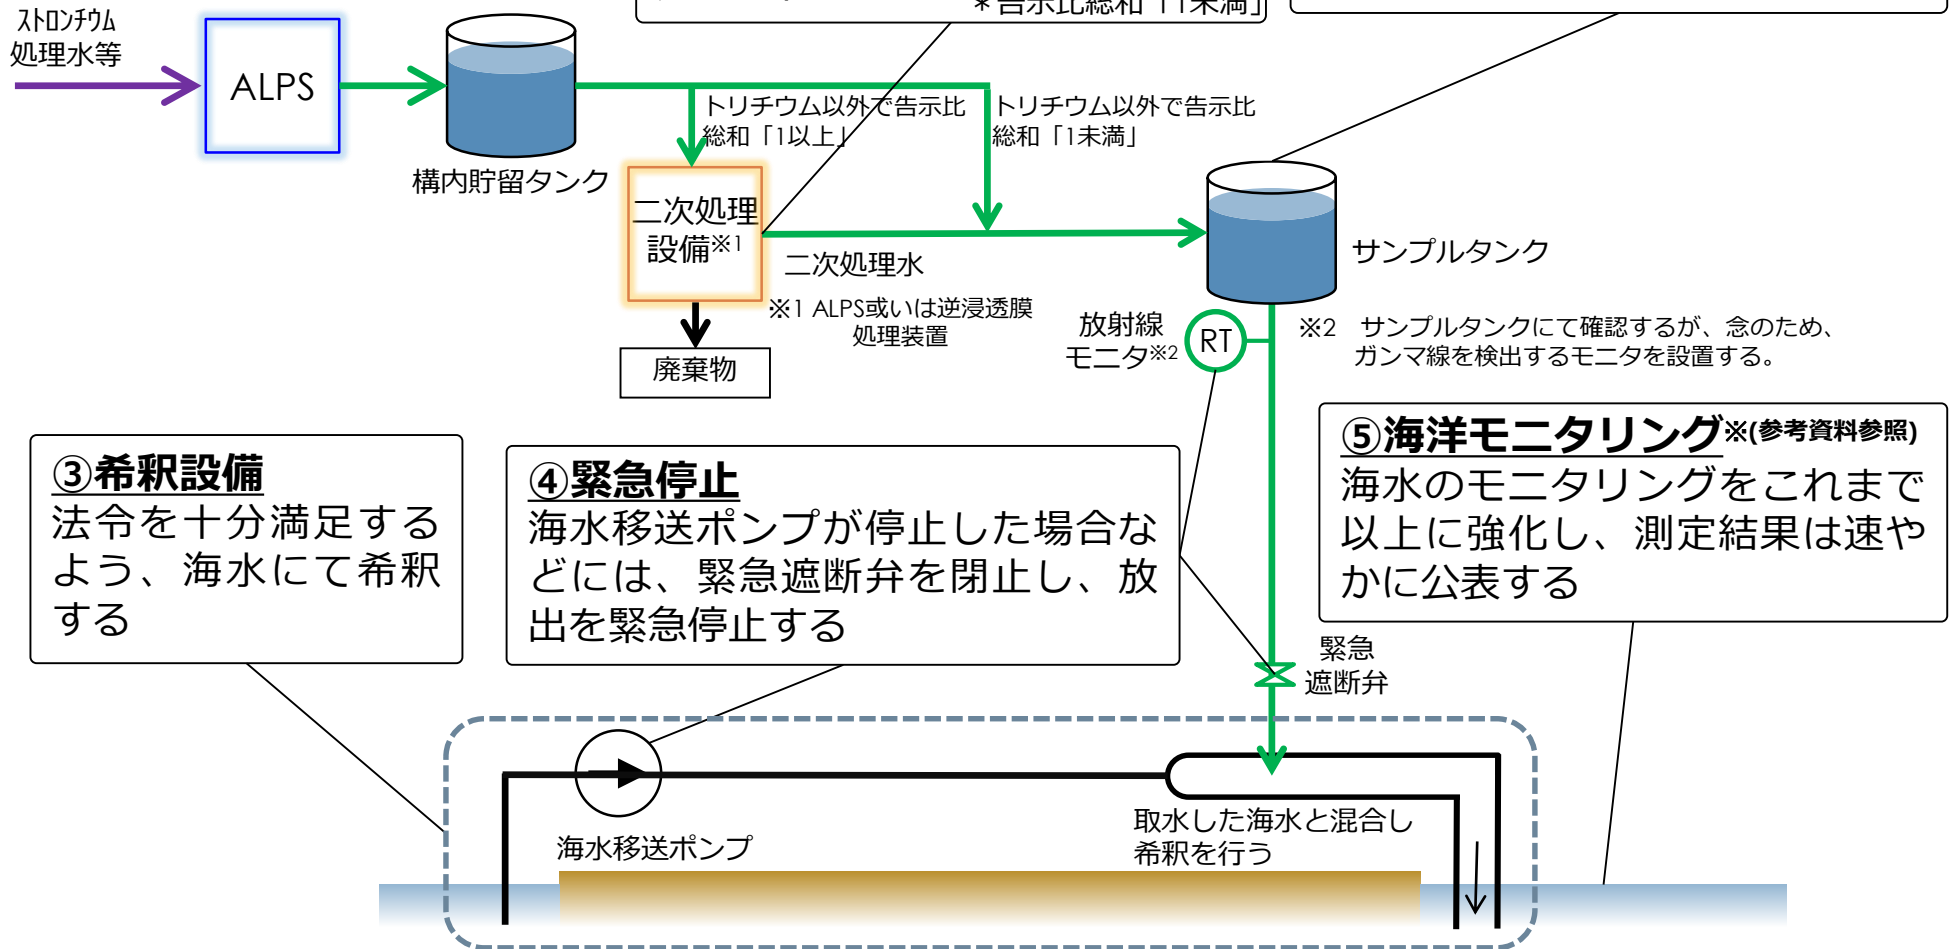 ＊告示比総和「1未満」
ｽﾄﾛﾝﾁｳﾑ
処理水等
ALPS
構内貯留タンク
トリチウム以外で告示比
総和「1以上」
トリチウム以外で告示比
総和「1未満」
二次処理
設備※1
二次処理水
※1 ALPS或いは逆浸透膜
処理装置
廃棄物
サンプルタンク
放射線
モニタ※2
RT
※2　サンプルタンクにて確認するが、念のため、
ガンマ線を検出するモニタを設置する。
③希釈設備
法令を十分満足する
よう、海水にて希釈
する
④緊急停止
海水移送ポンプが停止した場合な
どには、緊急遮断弁を閉止し、放
出を緊急停止する
⑤海洋モニタリング※(参考資料参照)
海水のモニタリングをこれまで
以上に強化し、測定結果は速や
かに公表する
緊急
遮断弁
海水移送ポンプ
取水した海水と混合し
希釈を行う